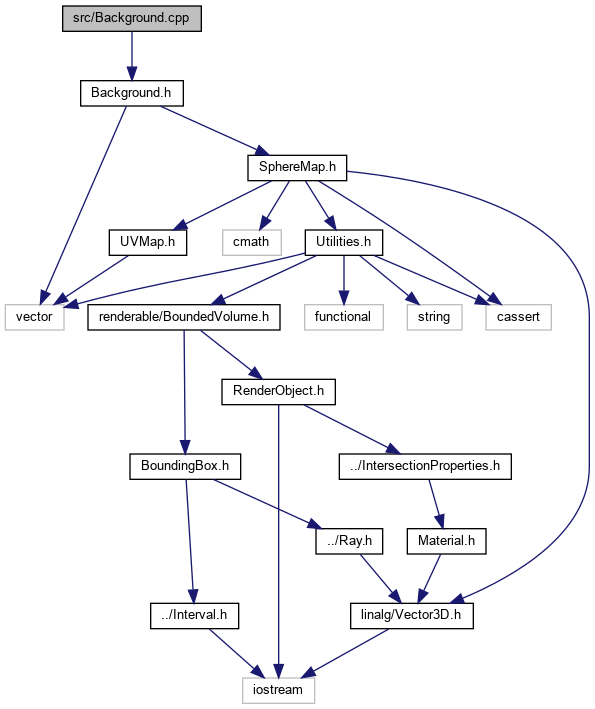 src/Background.cpp
Background.h
SphereMap.h
UVMap.h
cmath
Utilities.h
vector
renderable/BoundedVolume.h
functional
string
cassert
RenderObject.h
BoundingBox.h
../IntersectionProperties.h
../Ray.h
Material.h
../Interval.h
linalg/Vector3D.h
iostream